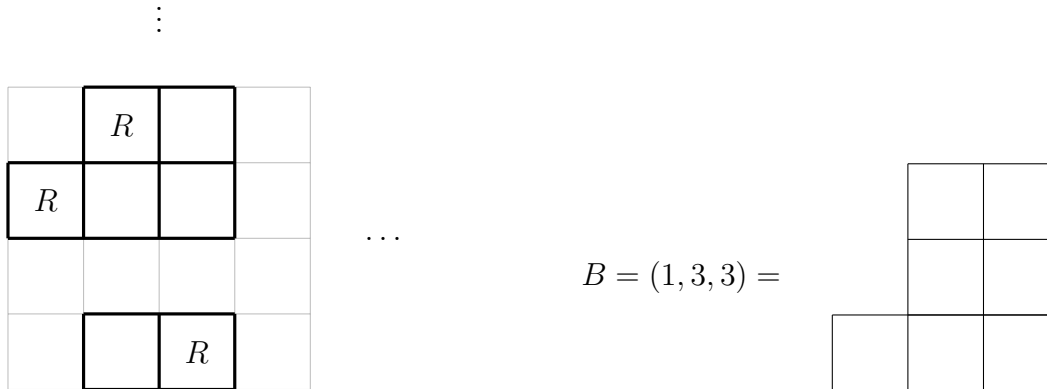 ⋮
R
R
…
B = (1, 3, 3) =
R